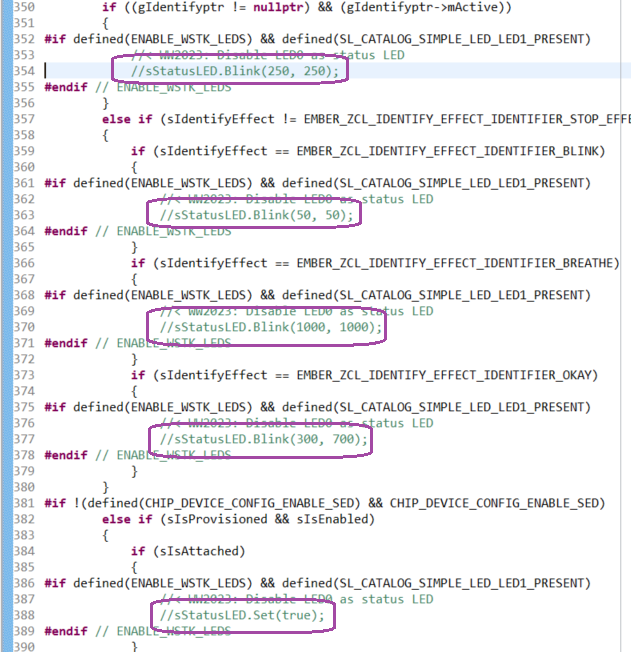 350 if ((gIdentifyptr != nullptr) && (gIdentifyptr->mActive))
351 {
352 #if defined(ENABLE_WSTK_LEDS) && defined(SL_CATALOG_SIMPLE_LED_LED1_PRESENT)
353 //< WW2023: Disable LED0 as status LED
354 //sStatusLED.Blink(250, 250);
355 #endif // ENABLE_WSTK_LEDS
356 }
357 else if (sIdentifyEffect != EMBER_ZCL_IDENTIFY_EFFECT_IDENTIFIER_STOP_EFFE
358 {
359 if (sIdentifyEffect == EMBER_ZCL_IDENTIFY_EFFECT_IDENTIFIER_BLINK)
360 {
361 #if defined(ENABLE_WSTK_LEDS) && defined(SL_CATALOG_SIMPLE_LED_LED1_PRESENT)
362 //< WW2023: Disable LED0 as status LED
363 //sStatusLED.Blink(50, 50);
364 #endif // ENABLE_WSTK_LEDS
365 }
366 if (sIdentifyEffect == EMBER_ZCL_IDENTIFY_EFFECT_IDENTIFIER_BREATHE)
367 {
368 #if defined(ENABLE_WSTK_LEDS) && defined(SL_CATALOG_SIMPLE_LED_LED1_PRESENT)
369 //< WW2023: Disable LED0 as status LED
370 //sStatusLED.Blink(1000, 1000);
371 #endif // ENABLE_WSTK_LEDS
372 }
373 if (sIdentifyEffect == EMBER_ZCL_IDENTIFY_EFFECT_IDENTIFIER_OKAY)
374 {
375 #if defined(ENABLE_WSTK_LEDS) && defined(SL_CATALOG_SIMPLE_LED_LED1_PRESENT)
376 //< WW2023: Disable LED0 as status LED
377 //sStatusLED.Blink(300, 700);
378 #endif // ENABLE_WSTK_LEDS
379 }
380 }
381 #if !(defined(CHIP_DEVICE_CONFIG_ENABLE_SED) && CHIP_DEVICE_CONFIG_ENABLE_SED)
382 else if (sIsProvisioned && sIsEnabled)
383 {
384 if (sIsAttached)
385 {
386 #if defined(ENABLE_WSTK_LEDS) && defined(SL_CATALOG_SIMPLE_LED_LED1_PRESENT)
387 //< WW2023: Disable LED0 as status LED
388 //sStatusLED.Set(true);
389 #endif // ENABLE_WSTK_LEDS
390 }